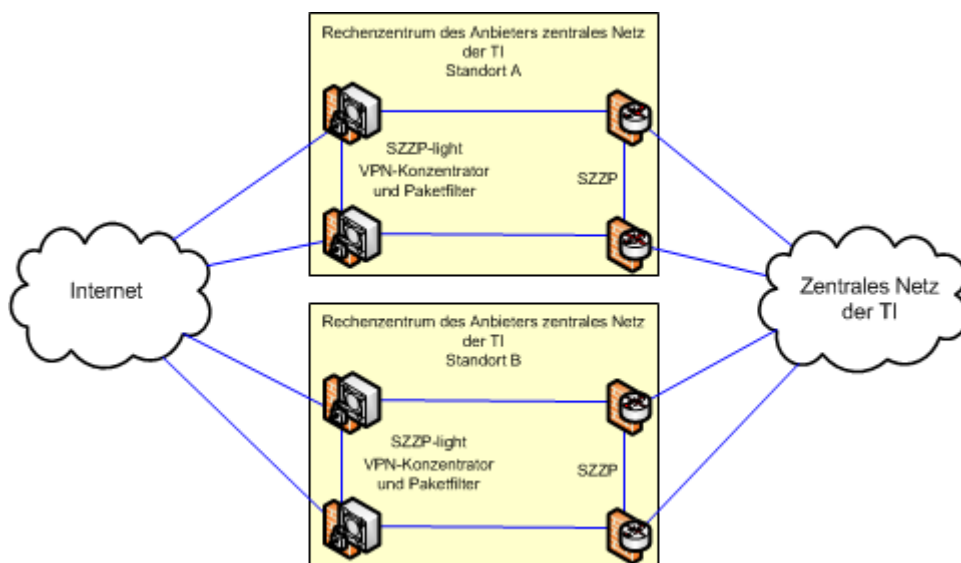 Rechenzentrum des Anbieters zentrales Netz
der TI
Standort A
SZZP-light
VPN-Konzentrator
und Paketfilter
SZZP
Internet
Zentrales Netz
der TI
Rechenzentrum des Anbieters zentrales Netz
der TI
Standort B
SZZP-light
VPN-Konzentrator
und Paketfilter
SZZP